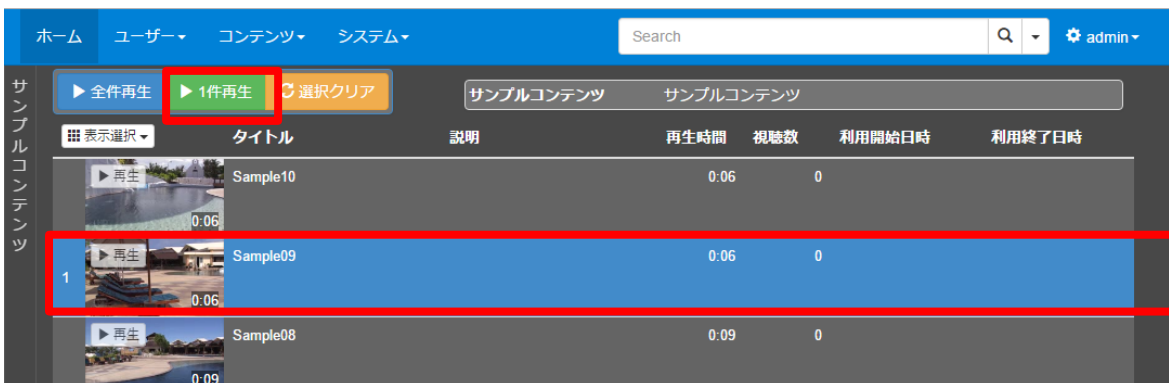 ホーム ユーザー コンテンツ システム Search admin
サンプルコンテンツ
全件再生 1件再生 選択クリア サンプルコンテンツ サンプルコンテンツ
表示選択 タイトル 説明 再生時間 視聴数 利用開始日時 利用終了日時
再生 Sample10 0:06 0
0:06
再生 Sample09 0:06 0
1
0:06
再生 Sample08 0:09 0
0:09